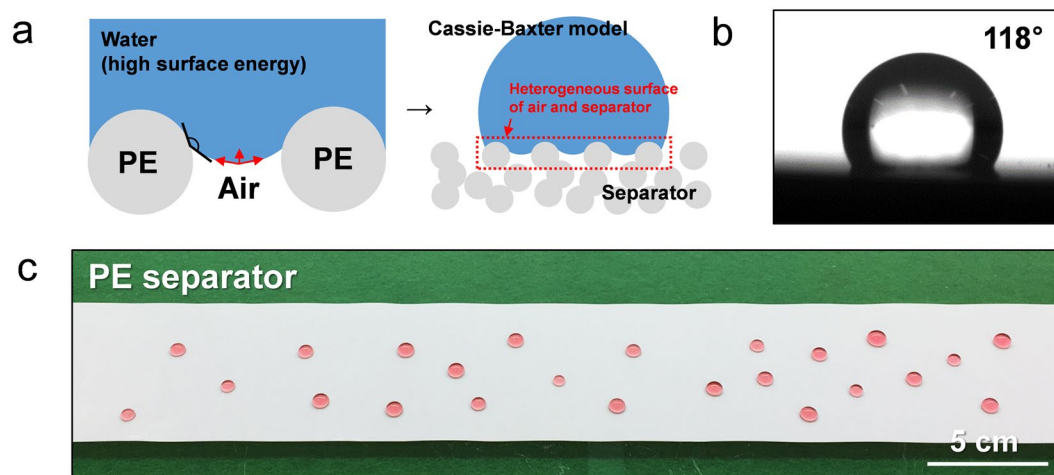 a
Water
(high surface energy)
PE
PE
Air
→
Cassie-Baxter model
Heterogeneous surface
of air and separator
Separator
b
118°
c
PE separator
5 cm